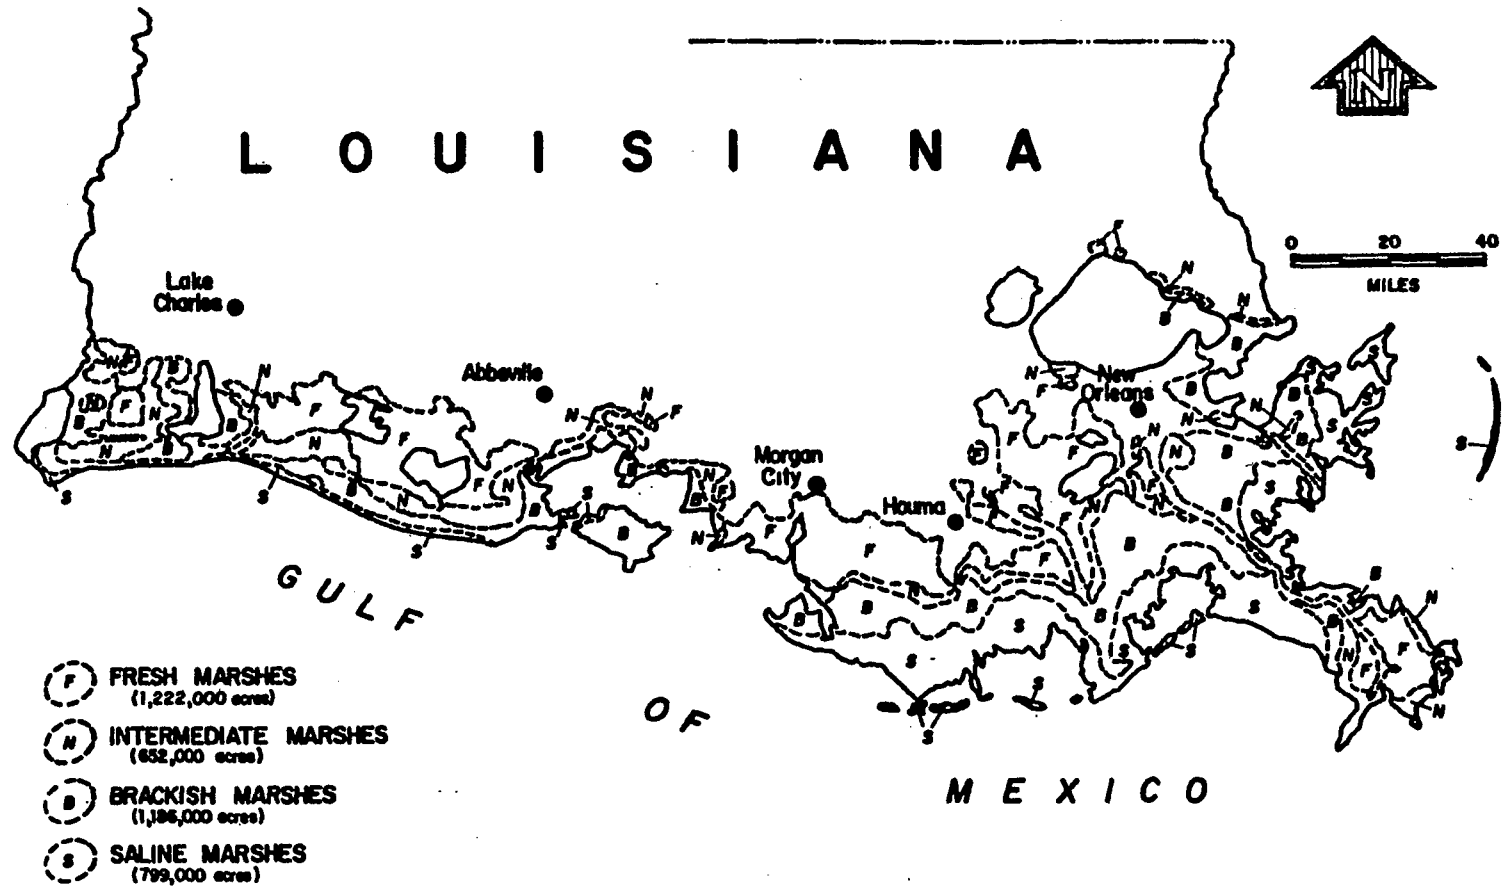 LOUISIANA
N
0 20 40
MILES
Lake
Charles
Abbeville
New
Orleans
Morgan
City
Houma
GULF
OF
MEXICO
F FRESH MARSHES
(1,222,000 acres)
N INTERMEDIATE MARSHES
(652,000 acres)
B BRACKISH MARSHES
(1,186,000 acres)
S SALINE MARSHES
(799,000 acres)